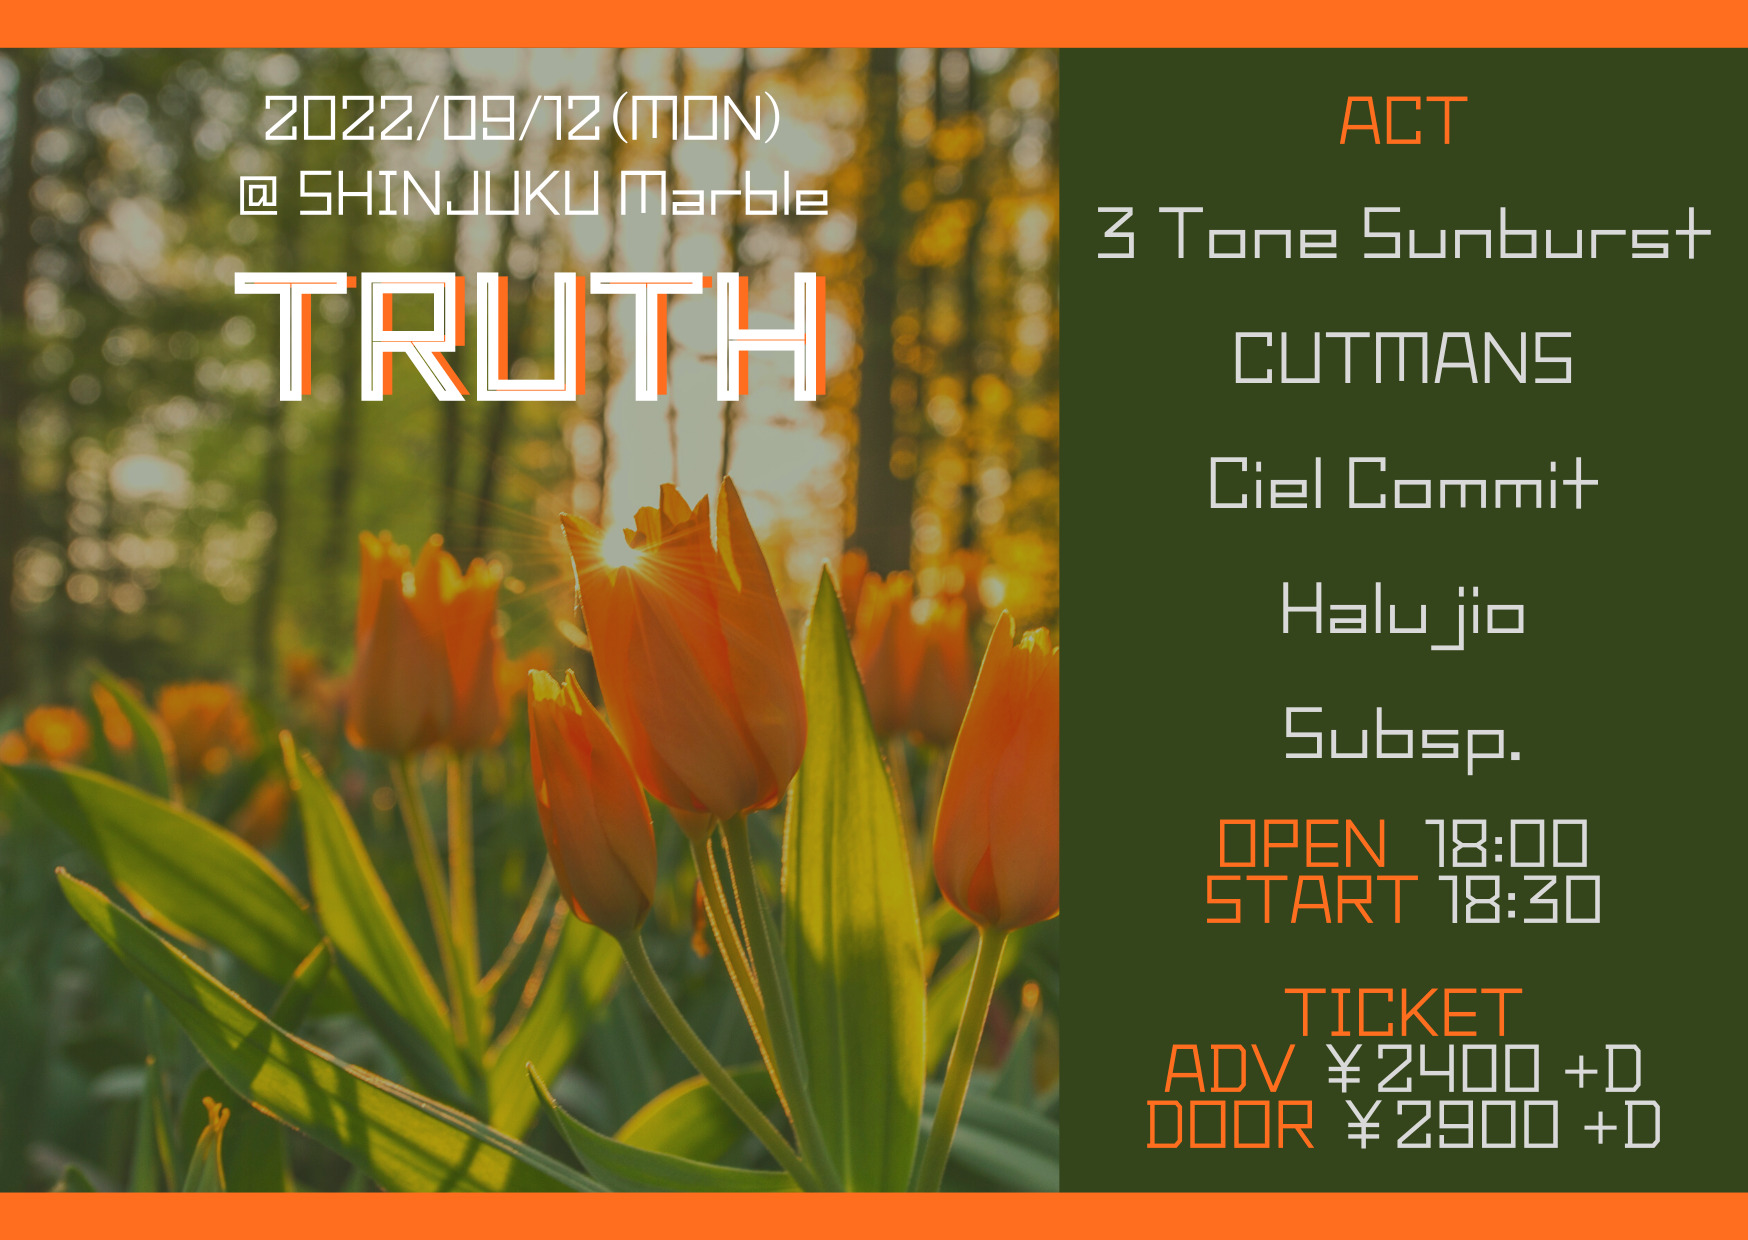 2022/09/12(MON)
@ SHINJUKU Marble
TRUTH
ACT
3 Tone Sunburst
CUTMANS
Ciel Commit
Halujio
Subsp.
OPEN 18:00
START 18:30
TICKET
ADV ¥2400 +D
DOOR ¥2900 +D